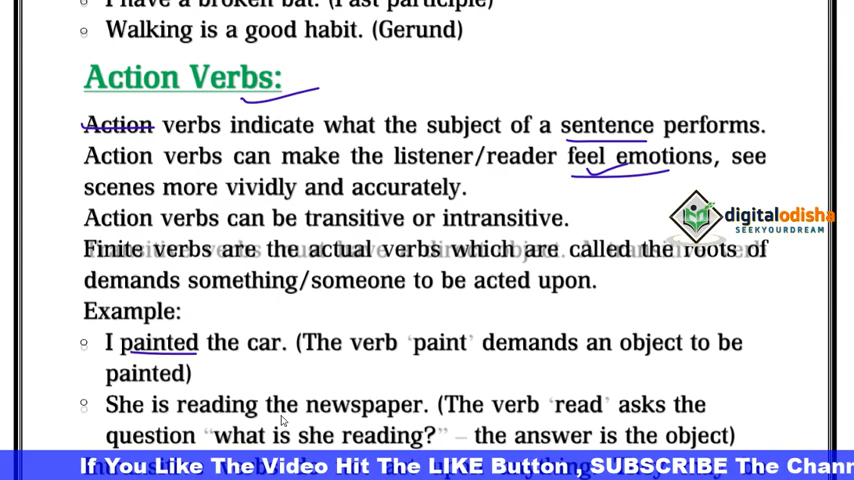 I have a broken bat. (Past participle)
Walking is a good habit. (Gerund)
Action Verbs:
Action verbs indicate what the subject of a sentence performs.
Action verbs can make the listener/reader feel emotions, see
scenes more vividly and accurately.
Action verbs can be transitive or intransitive.
Finite verbs are the actual verbs which are called the roots of
demands something/someone to be acted upon.
Example:
I painted the car. (The verb ‘paint’ demands an object to be
painted)
She is reading the newspaper. (The verb ‘read’ asks the
question “what is she reading?” – the answer is the object)
digitalodisha
SEEKYOURDREAM
If You Like The Video Hit The LIKE Button , SUBSCRIBE The Chann